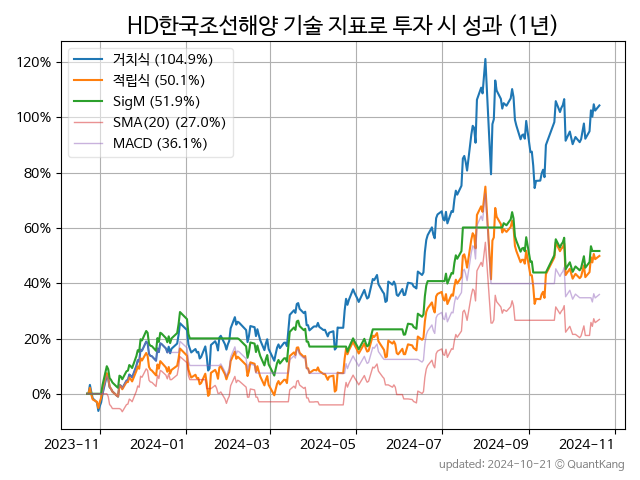 HD한국조선해양 기술 지표로 투자 시 성과 (1년)
거치식 (104.9%)
적립식 (50.1%)
SigM (51.9%)
SMA(20) (27.0%)
MACD (36.1%)
120%
100%
80%
60%
40%
20%
0%
2023-11 2024-01 2024-03 2024-05 2024-07 2024-09 2024-11
updated: 2024-10-21 © QuantKang